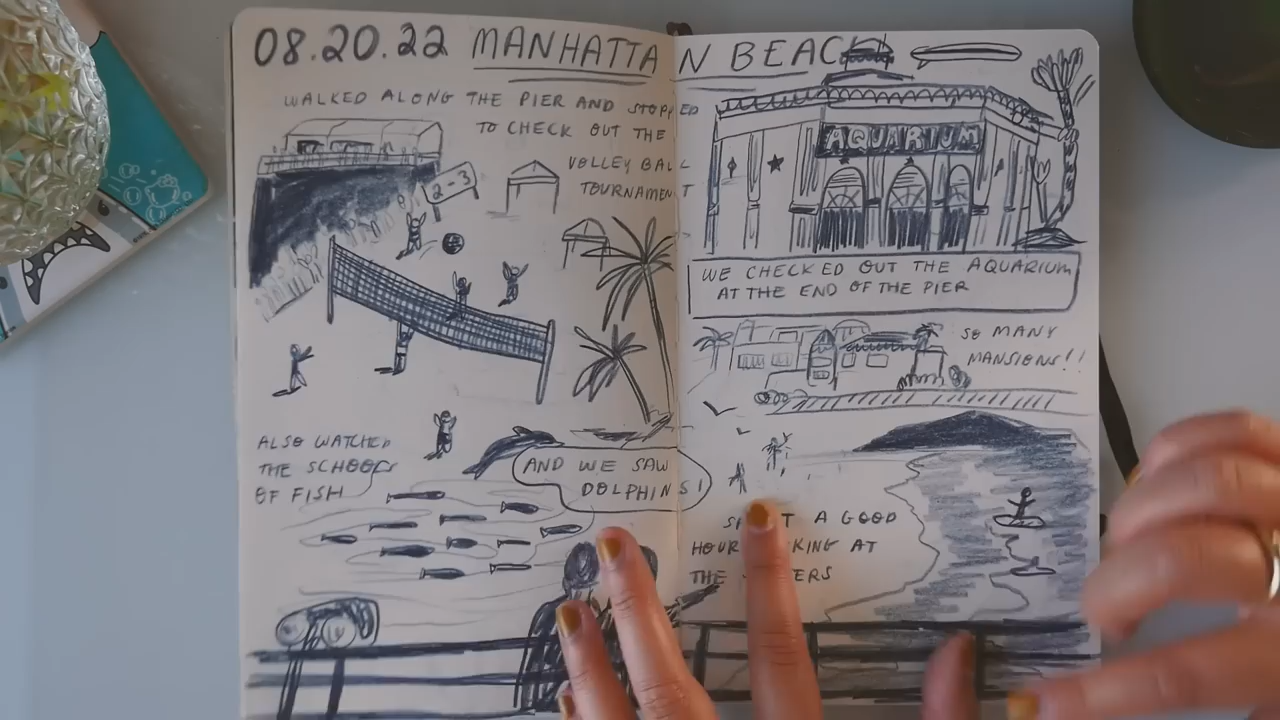 08.20.22 MANHATTAN BEACH
WALKED ALONG THE PIER AND STOPPED
TO CHECK OUT THE
VOLLEY BALL
TOURNAMENT
2-3
ALSO WATCHED
THE SCHOOLS
OF FISH
AND WE SAW
DOLPHINS!
AQUARIUM
WE CHECKED OUT THE AQUARIUM
AT THE END OF THE PIER
SO MANY
MANSIONS!!
A GOOD
HOUR AT
THE